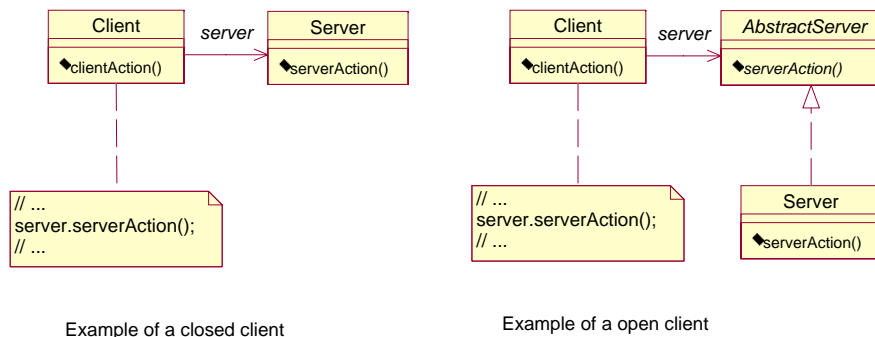 Client
clientAction()
server
Server
serverAction()
// ...
server.serverAction();
// ...
Example of a closed client
Client
clientAction()
server
AbstractServer
serverAction()
// ...
server.serverAction();
// ...
Server
serverAction()
Example of a open client